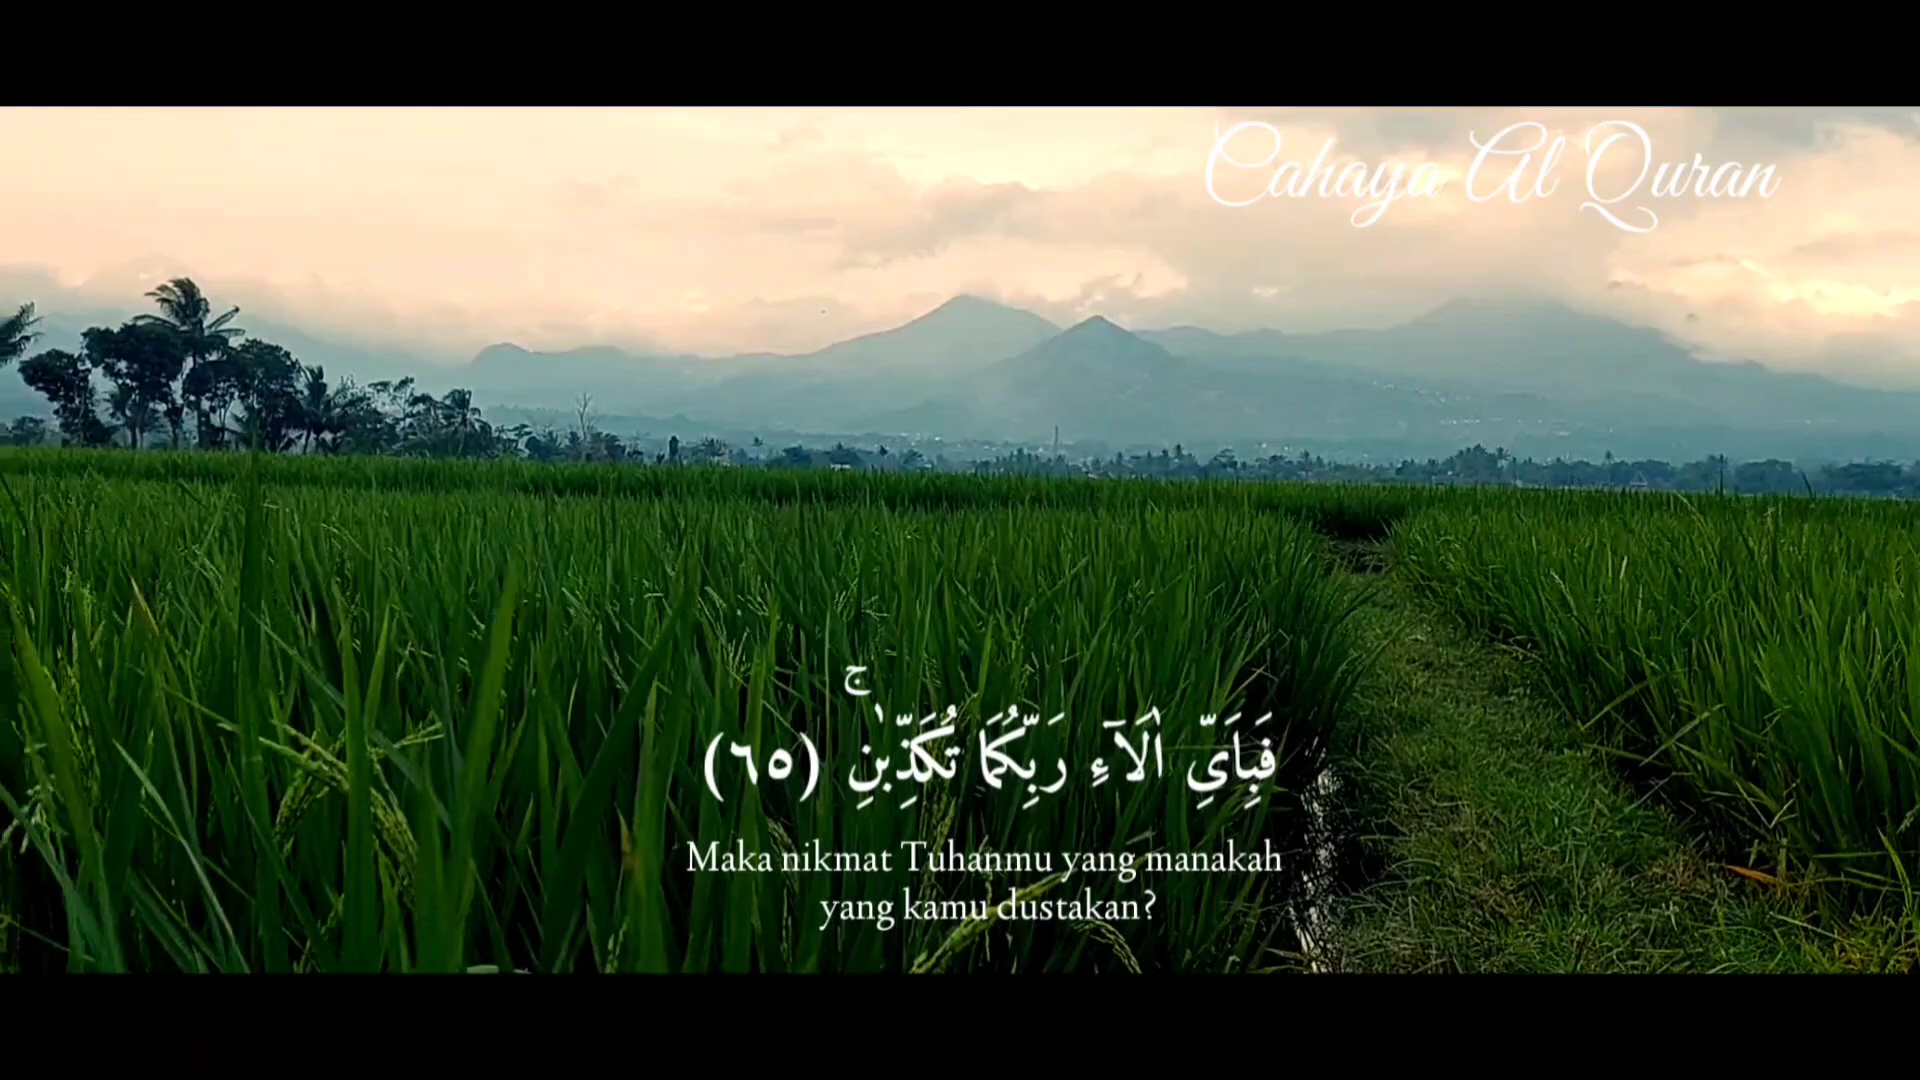 Cahaya Al Quran
فَبِاَيِّ اٰلَاۤءِ رَبِّكُمَا تُكَذِّبٰنِۚ (٦٥)
Maka nikmat Tuhanmu yang manakah
yang kamu dustakan?